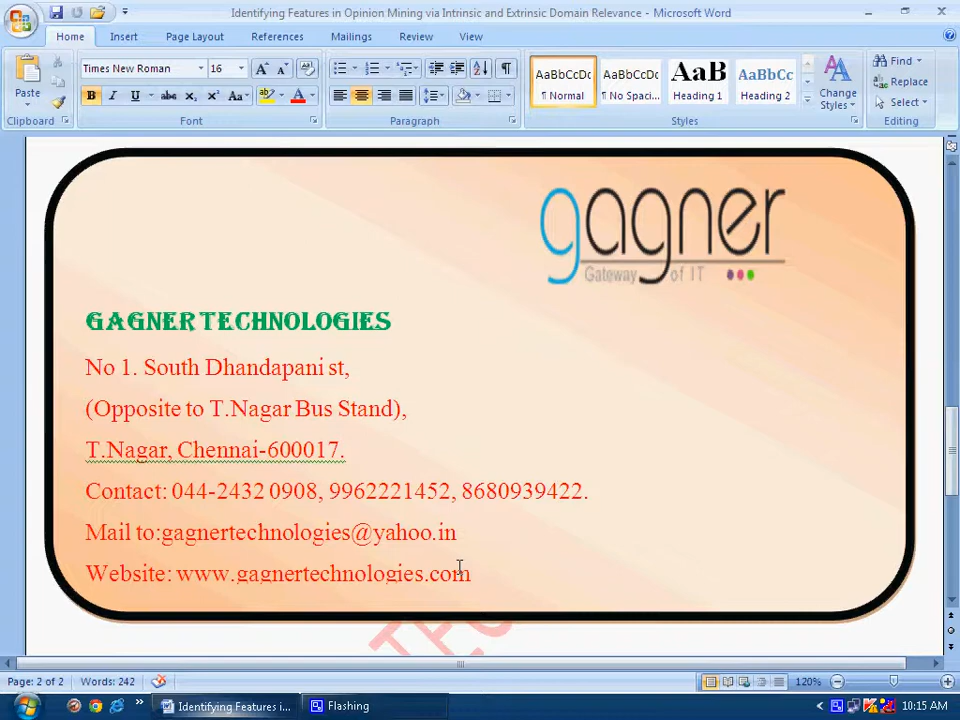 Identifying Features in Opinion Mining via Intrinsic and Extrinsic Domain Relevance - Microsoft Word
Home Insert Page Layout References Mailings Review View
Paste
Times New Roman 16
B I U abc X₂ X² Aa
AaBbCcDc AaBbCcDc AaB AaBbCc
¶ Normal ¶ No Spaci... Heading 1 Heading 2
Change Styles
Find
Replace
Select
Clipboard Font Paragraph Styles Editing
gagner
Gateway of IT
GAGNER TECHNOLOGIES
No 1. South Dhandapani st,
(Opposite to T.Nagar Bus Stand),
T.Nagar, Chennai-600017.
Contact: 044-2432 0908, 9962221452, 8680939422.
Mail to:gagnertechnologies@yahoo.in
Website: www.gagnertechnologies.com
Page: 2 of 2 Words: 242 120%
Identifying Features i... Flashing 10:15 AM